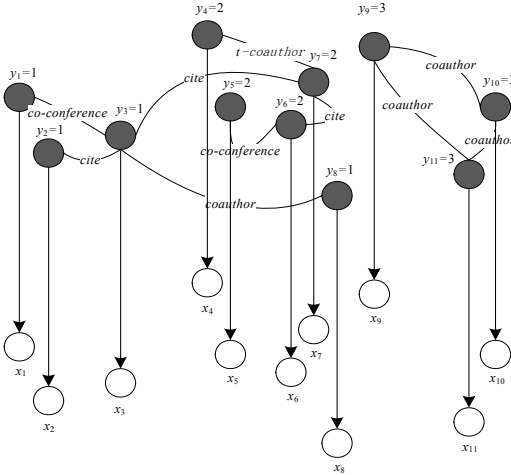 y4=2
y9=3
t-coauthor
y7=2
coauthor
y1=1
cite
y5=2
y10=
co-conference
y3=1
y6=2
cite
coauthor
y2=1
coauthor
cite
co-conference
y11=3
y8=1
coauthor
x4
x9
x7
x1
x5
x10
x6
x2
x3
x11
x8